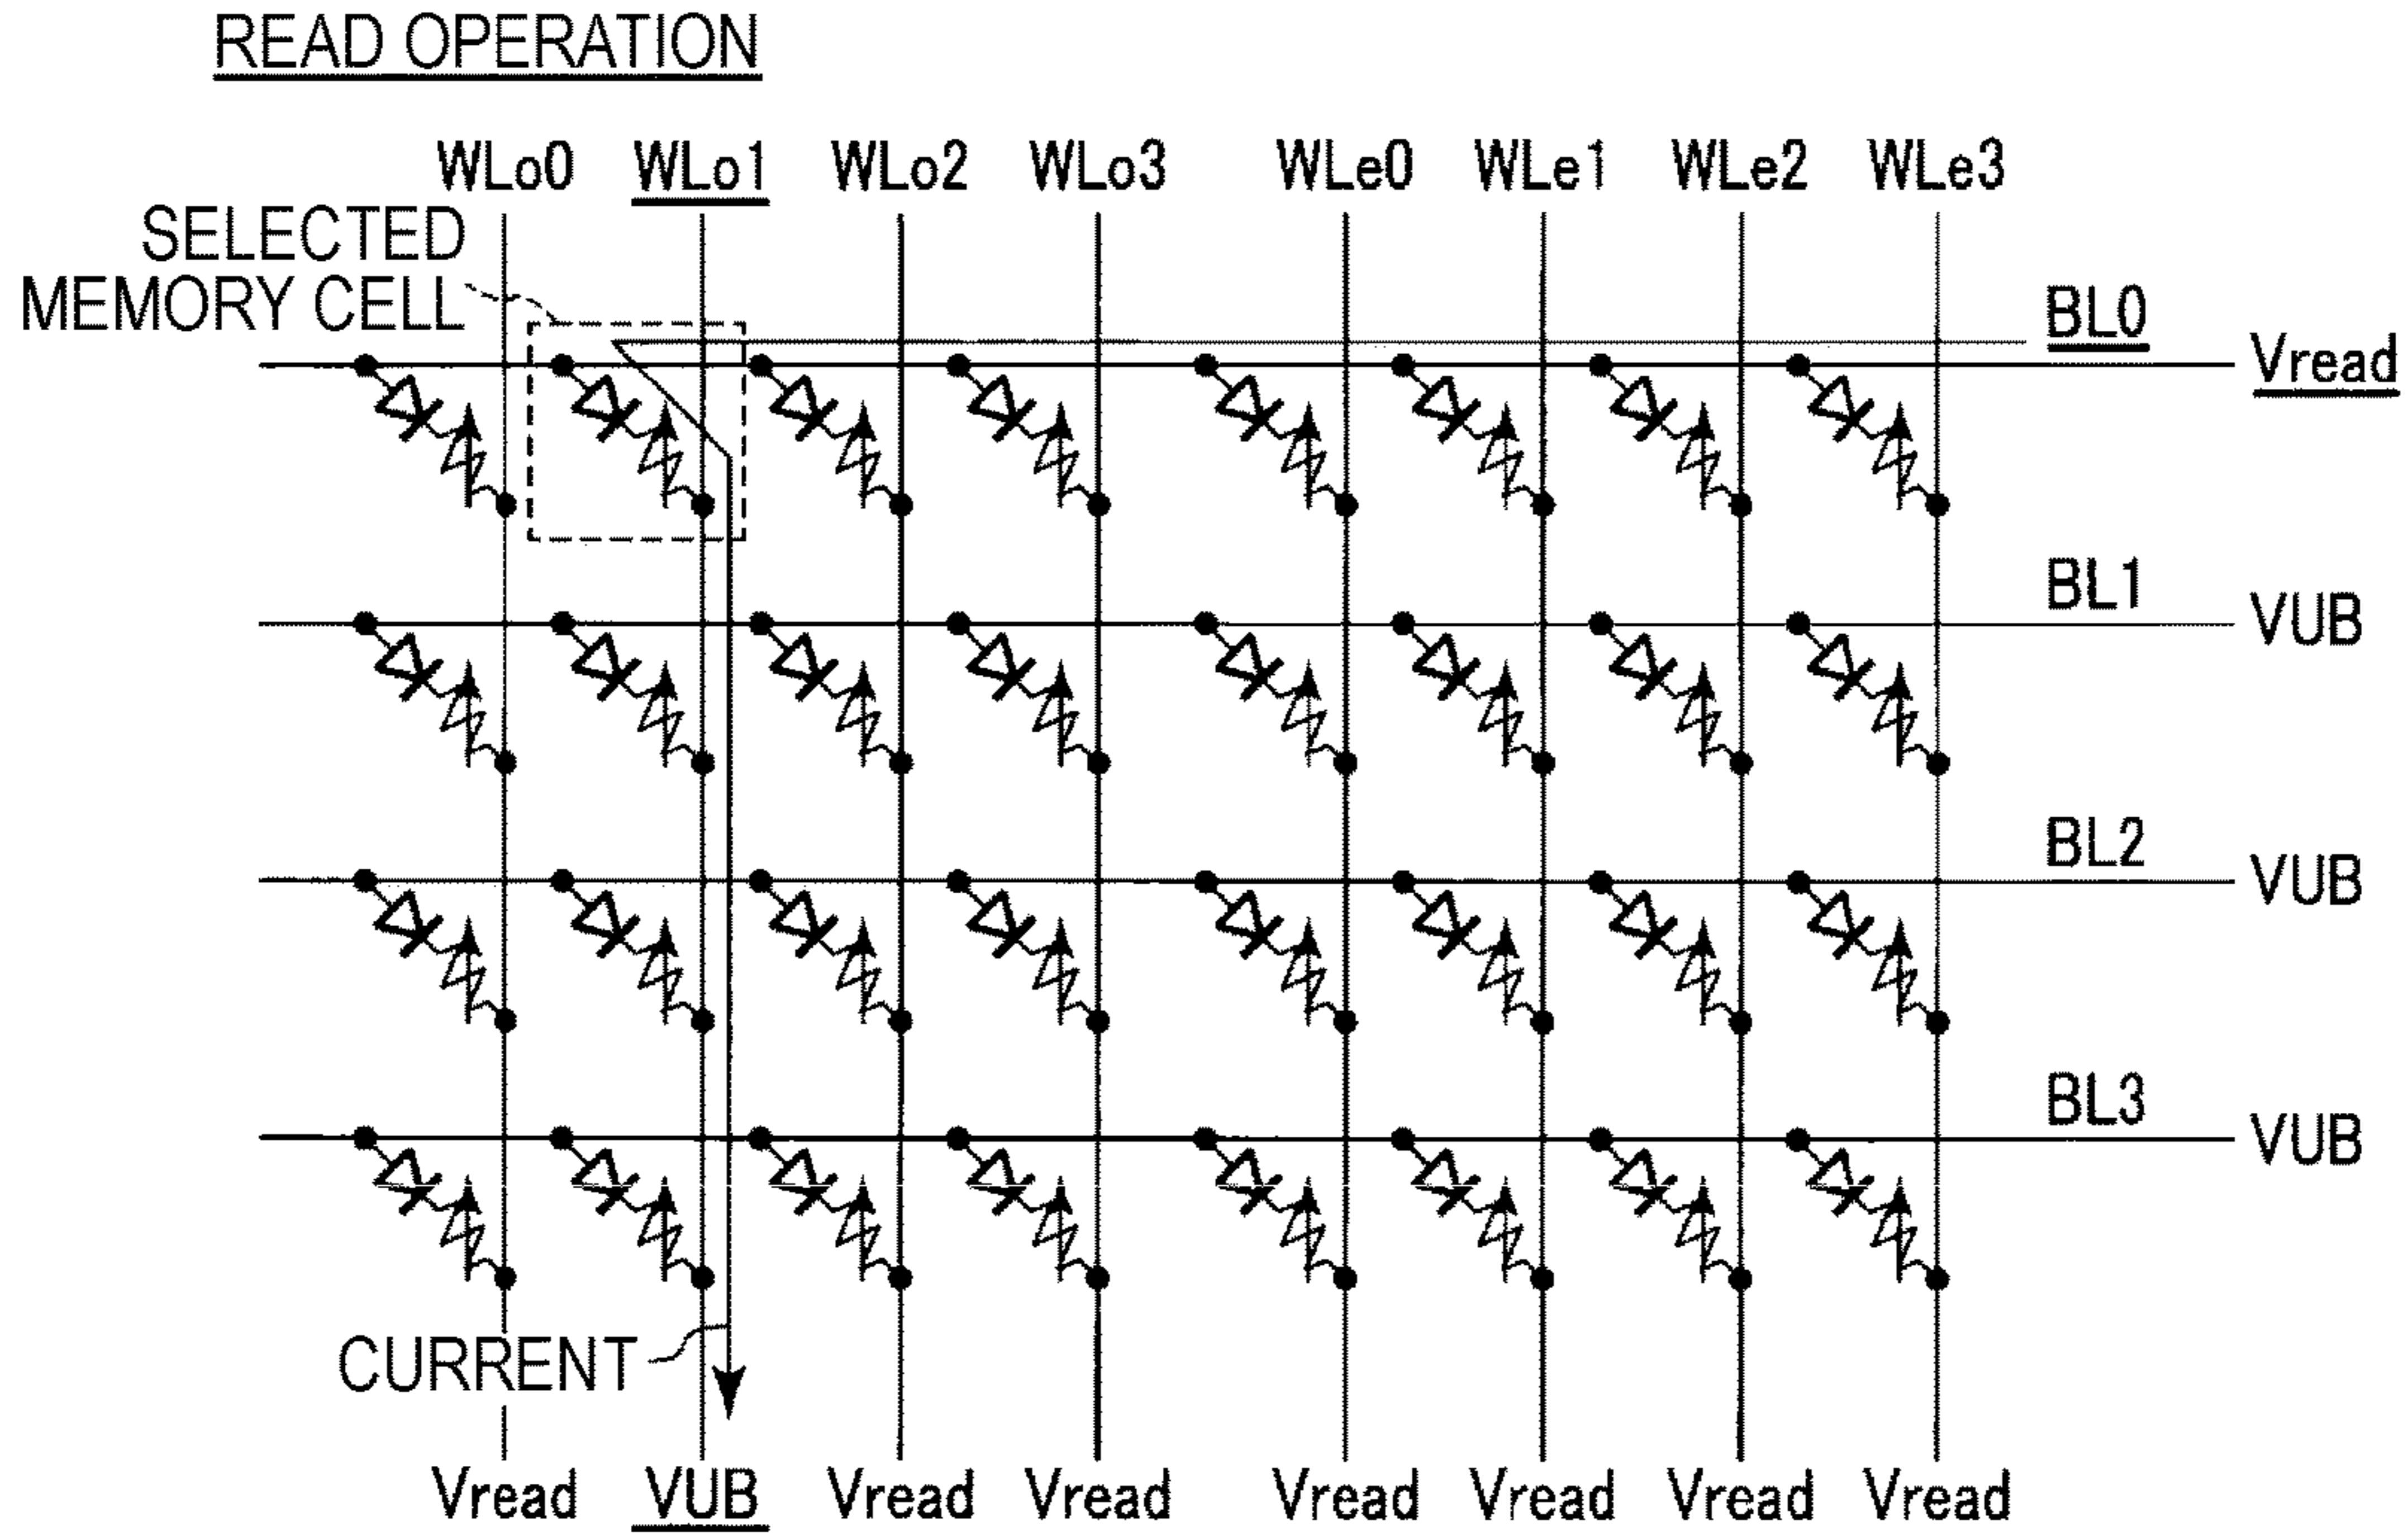 READ OPERATION
WLo0 WLo1 WLo2 WLo3 WLe0 WLe1 WLe2 WLe3
SELECTED
MEMORY CELL
BL0
Vread
BL1
VUB
BL2
VUB
BL3
VUB
CURRENT
Vread VUB Vread Vread Vread Vread Vread Vread